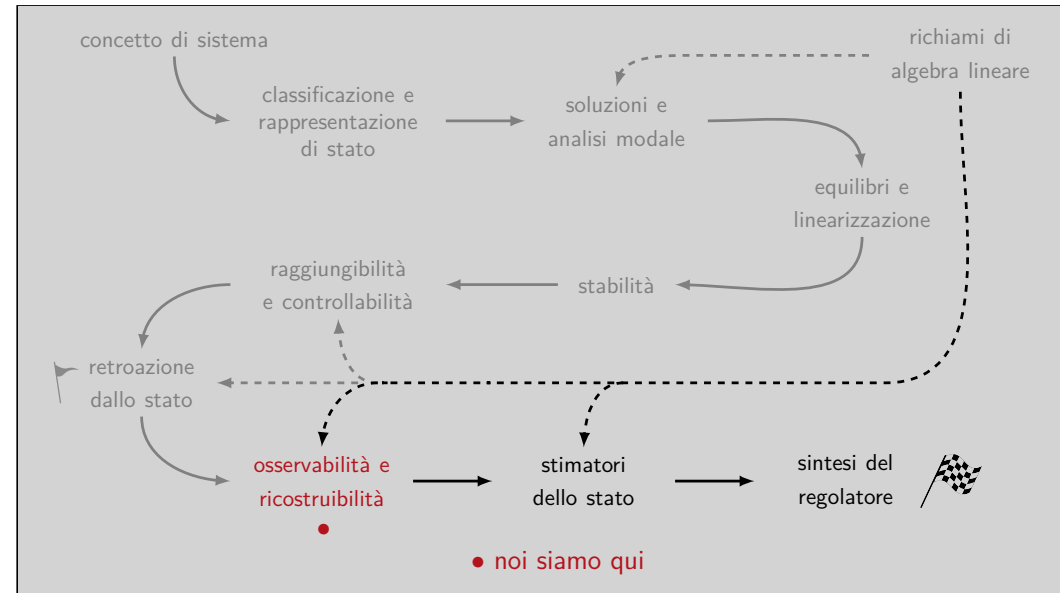 concetto di sistema
richiami di
algebra lineare
classificazione e
rappresentazione
di stato
soluzioni e
analisi modale
equilibri e
linearizzazione
raggiungibilità
e controllabilità
stabilità
retroazione
dallo stato
osservabilità e
ricostruibilità
stimatori
dello stato
sintesi del
regolatore
noi siamo qui